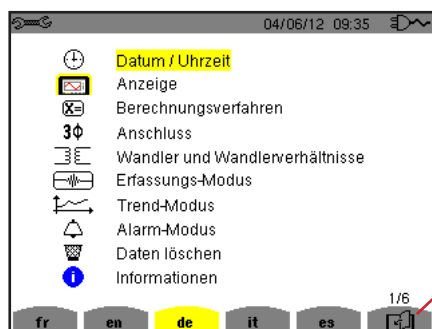 04/06/12 09:35
Datum / Uhrzeit
Anzeige
X= Berechnungsverfahren
3ф Anschluss
Wandler und Wandlerverhältnisse
Erfassungs-Modus
Trend-Modus
Alarm-Modus
Daten löschen
i Informationen
1/6
fr en de it es